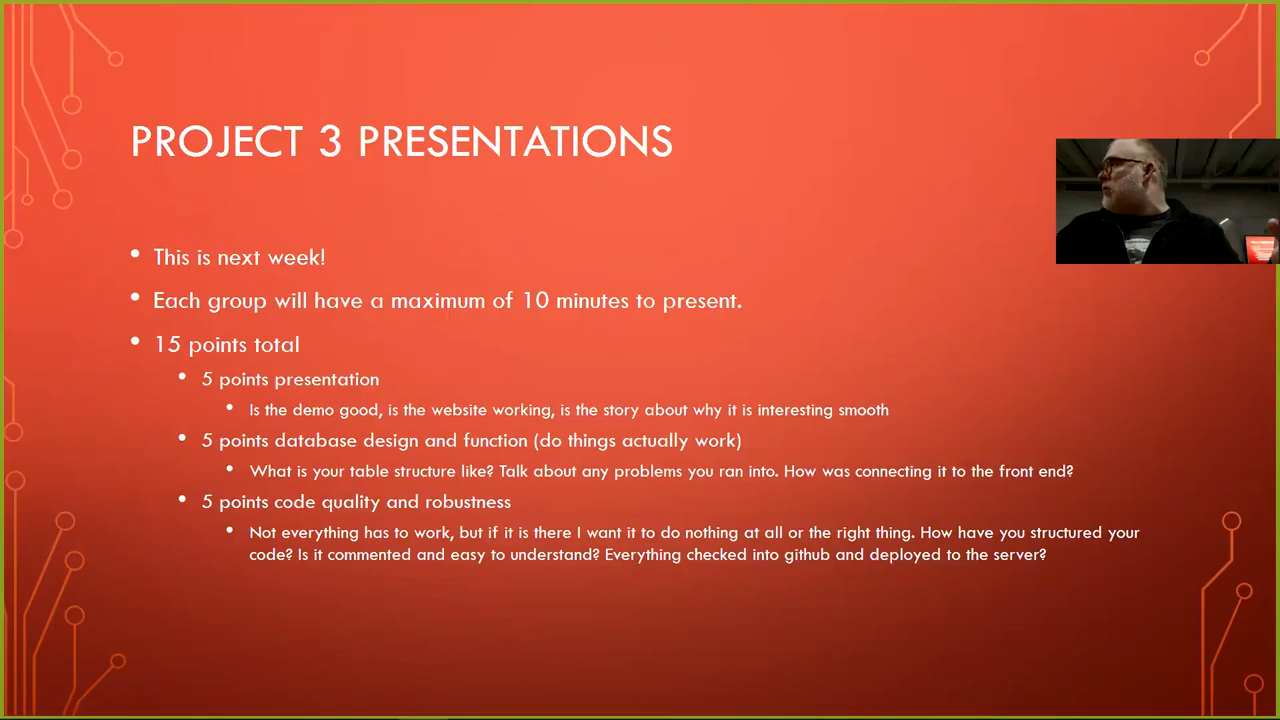 PROJECT 3 PRESENTATIONS
This is next week!
Each group will have a maximum of 10 minutes to present.
15 points total
5 points presentation
Is the demo good, is the website working, is the story about why it is interesting smooth
5 points database design and function (do things actually work)
What is your table structure like? Talk about any problems you ran into. How was connecting it to the front end?
5 points code quality and robustness
Not everything has to work, but if it is there I want it to do nothing at all or the right thing. How have you structured your
code? Is it commented and easy to understand? Everything checked into github and deployed to the server?